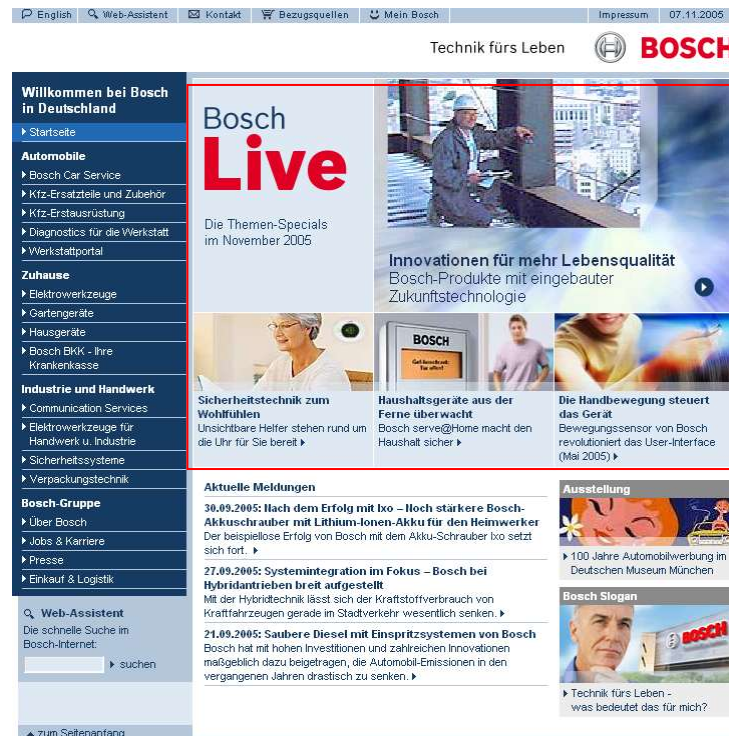 English
Web-Assistent
Kontakt
Bezugsquellen
Mein Bosch
Impressum
07.11.2005
Technik fürs Leben
BOSCH
Willkommen bei Bosch
in Deutschland
Startseite
Automobile
Bosch Car Service
Kfz-Ersatzteile und Zubehör
Kfz-Erstausrüstung
Diagnostics für die Werkstatt
Werkstattportal
Zuhause
Elektrowerkzeuge
Gartengeräte
Hausgeräte
Bosch BKK - Ihre
Krankenkasse
Industrie und Handwerk
Communication Services
Elektrowerkzeuge für
Handwerk u. Industrie
Sicherheitssysteme
Verpackungstechnik
Bosch-Gruppe
Über Bosch
Jobs & Karriere
Presse
Einkauf & Logistik
Web-Assistent
Die schnelle Suche im
Bosch-Internet:
suchen
zum Seitenanfang
Bosch
Live
Die Themen-Specials
im November 2005
Innovationen für mehr Lebensqualität
Bosch-Produkte mit eingebauter
Zukunftstechnologie
Sicherheitstechnik zum
Wohlfühlen
Unsichtbare Helfer stehen rund um
die Uhr für Sie bereit
BOSCH
Haushaltsgeräte aus der
Ferne überwacht
Bosch serve@Home macht den
Haushalt sicher
Die Handbewegung steuert
das Gerät
Bewegungssensor von Bosch
revolutioniert das User-Interface
(Mai 2005)
Aktuelle Meldungen
30.09.2005: Nach dem Erfolg mit Ixo – Noch stärkere Bosch-
Akkuschrauber mit Lithium-Ionen-Akku für den Heimwerker
Der beispiellose Erfolg von Bosch mit dem Akku-Schrauber Ixo setzt
sich fort.
27.09.2005: Systemintegration im Fokus – Bosch bei
Hybridantrieben breit aufgestellt
Mit der Hybridtechnik lässt sich der Kraftstoffverbrauch von
Kraftfahrzeugen gerade im Stadtverkehr wesentlich senken.
21.09.2005: Saubere Diesel mit Einspritzsystemen von Bosch
Bosch hat mit hohen Investitionen und zahlreichen Innovationen
maßgeblich dazu beigetragen, die Automobil-Emissionen in den
vergangenen Jahren drastisch zu senken.
Ausstellung
100 Jahre Automobilwerbung im
Deutschen Museum München
Bosch Slogan
BOSCH
Technik fürs Leben -
was bedeutet das für mich?